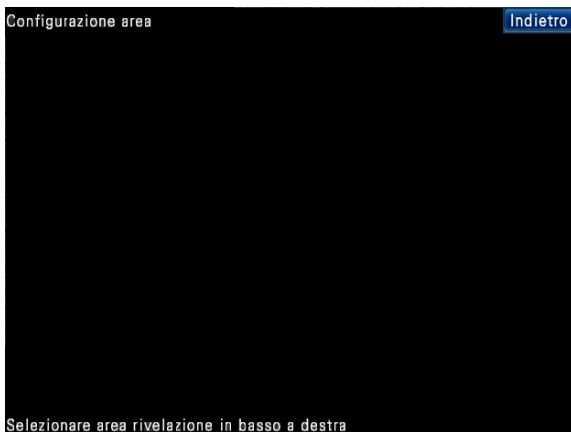 Configurazione area
Indietro
Selezionare area rivelazione in basso a destra